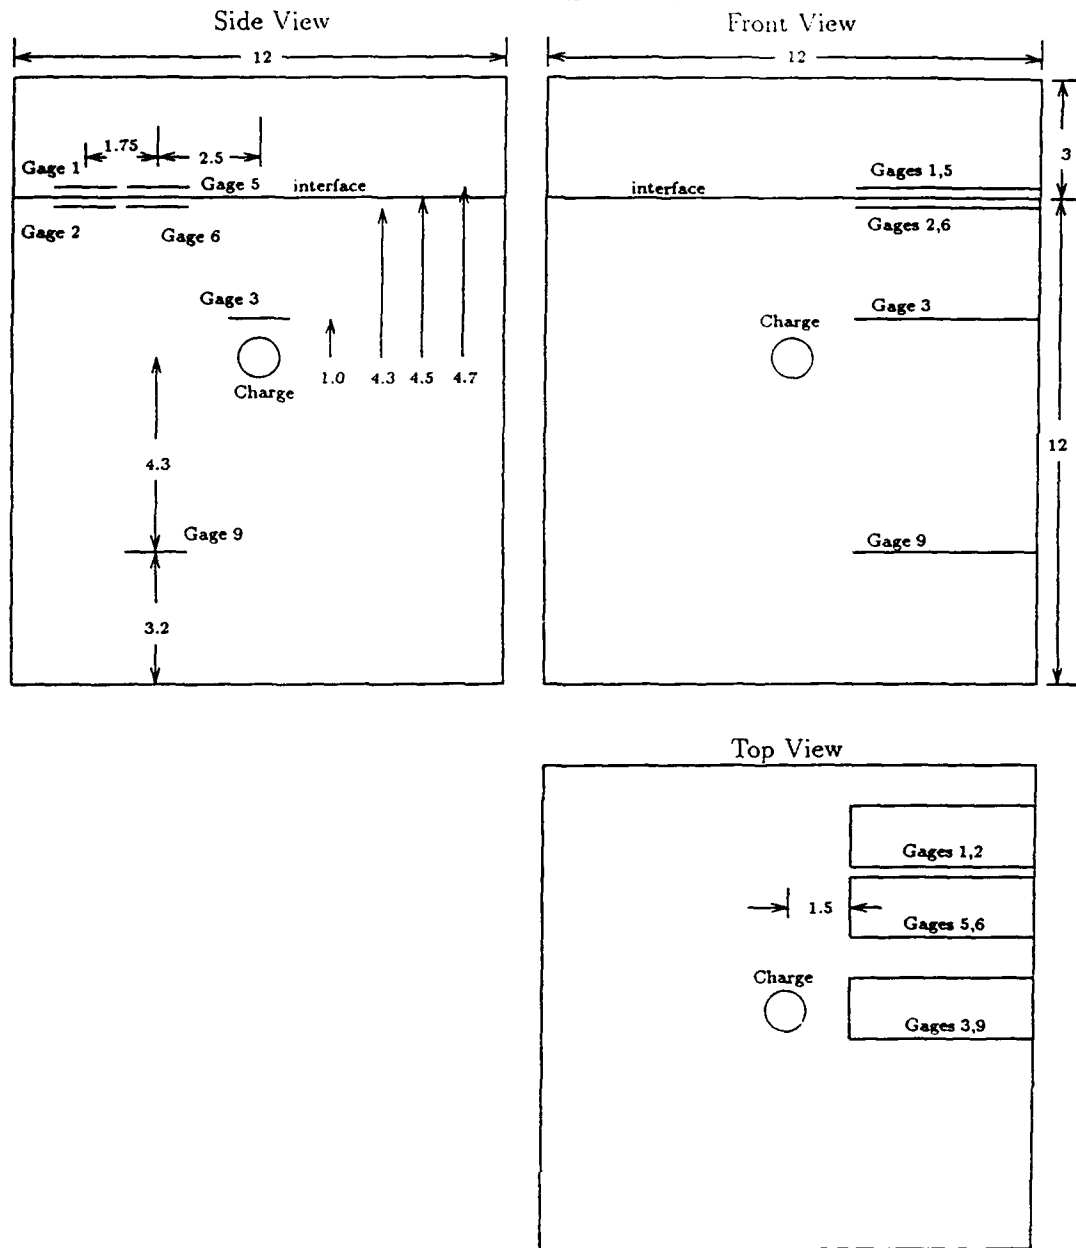 Side View
12
1.75
2.5
Gage 1
Gage 5
interface
Gage 2
Gage 6
Gage 3
Charge
1.0
4.3
4.5
4.7
4.3
Gage 9
3.2
Front View
12
3
Gages 1,5
interface
Gages 2,6
Gage 3
Charge
12
Gage 9
Top View
Gages 1,2
1.5
Gages 5,6
Charge
Gages 3,9